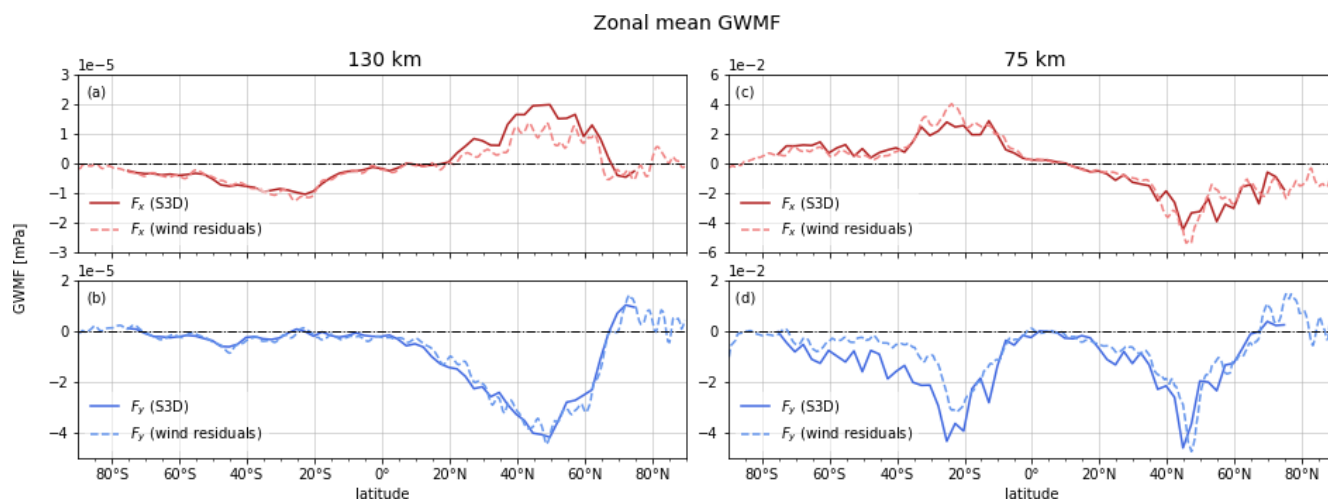 Zonal mean GWMF
130 km
75 km
1e−5
(a)
3
2
1
0
−1
−2
−3
F_x (S3D)
F_x (wind residuals)
1e−2
(c)
6
4
2
0
−2
−4
−6
F_x (S3D)
F_x (wind residuals)
GWMF [mPa]
1e−5
(b)
2
0
−2
−4
F_y (S3D)
F_y (wind residuals)
80°S 60°S 40°S 20°S 0° 20°N 40°N 60°N 80°N
latitude
1e−2
(d)
2
0
−2
−4
F_y (S3D)
F_y (wind residuals)
80°S 60°S 40°S 20°S 0° 20°N 40°N 60°N 80°N
latitude